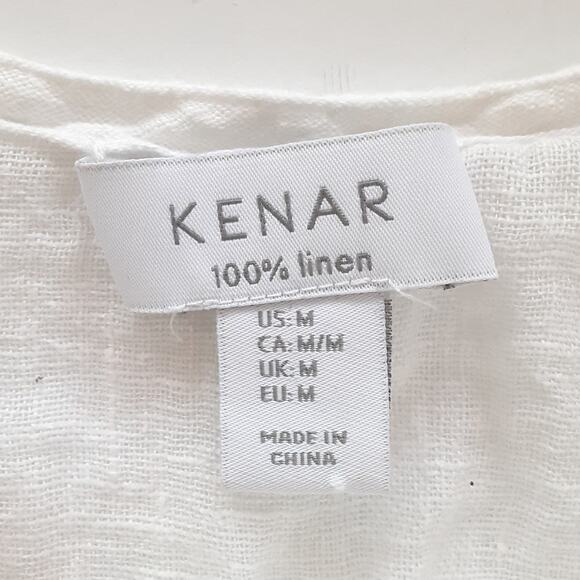 KENAR
100% linen
US: M
CA: M/M
UK: M
EU: M
MADE IN
CHINA